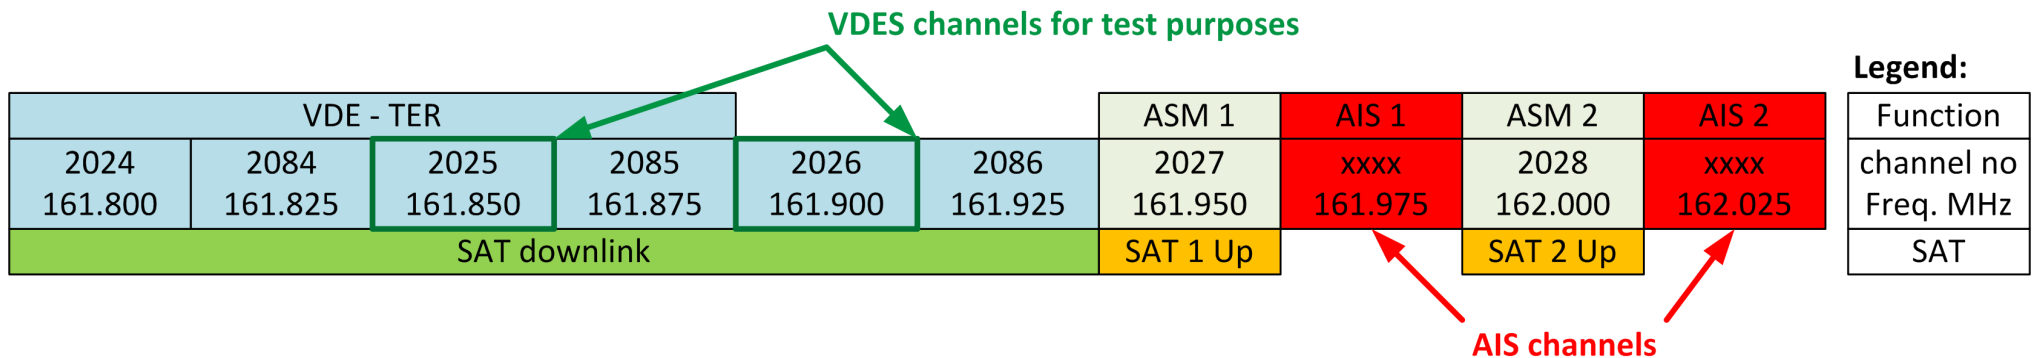 VDES channels for test purposes
Legend:
VDE - TER ASM 1 AIS 1 ASM 2 AIS 2 Function
2024 2084 2025 2085 2026 2086 2027 xxxx 2028 xxxx channel no
161.800 161.825 161.850 161.875 161.900 161.925 161.950 161.975 162.000 162.025 Freq. MHz
SAT downlink SAT 1 Up SAT 2 Up SAT
AIS channels